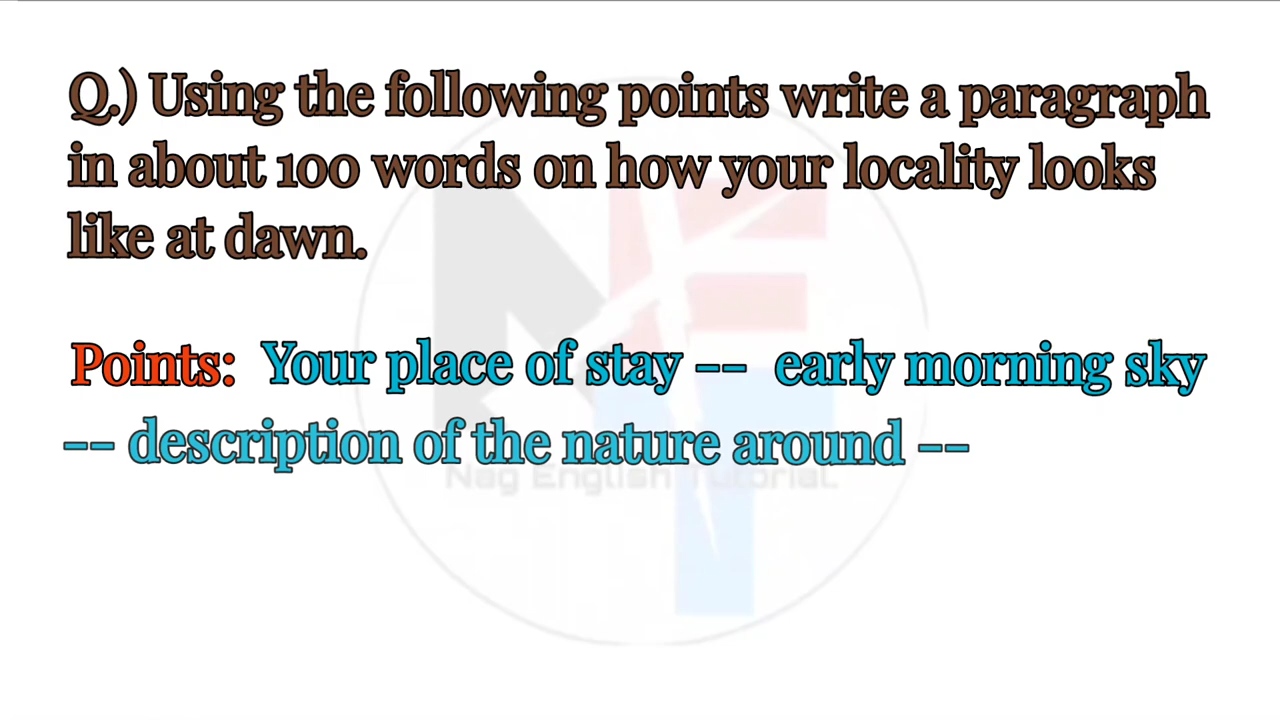 Q.) Using the following points write a paragraph
in about 100 words on how your locality looks
like at dawn.
Points: Your place of stay -- early morning sky
-- description of the nature around --
Nag English Tutorial.